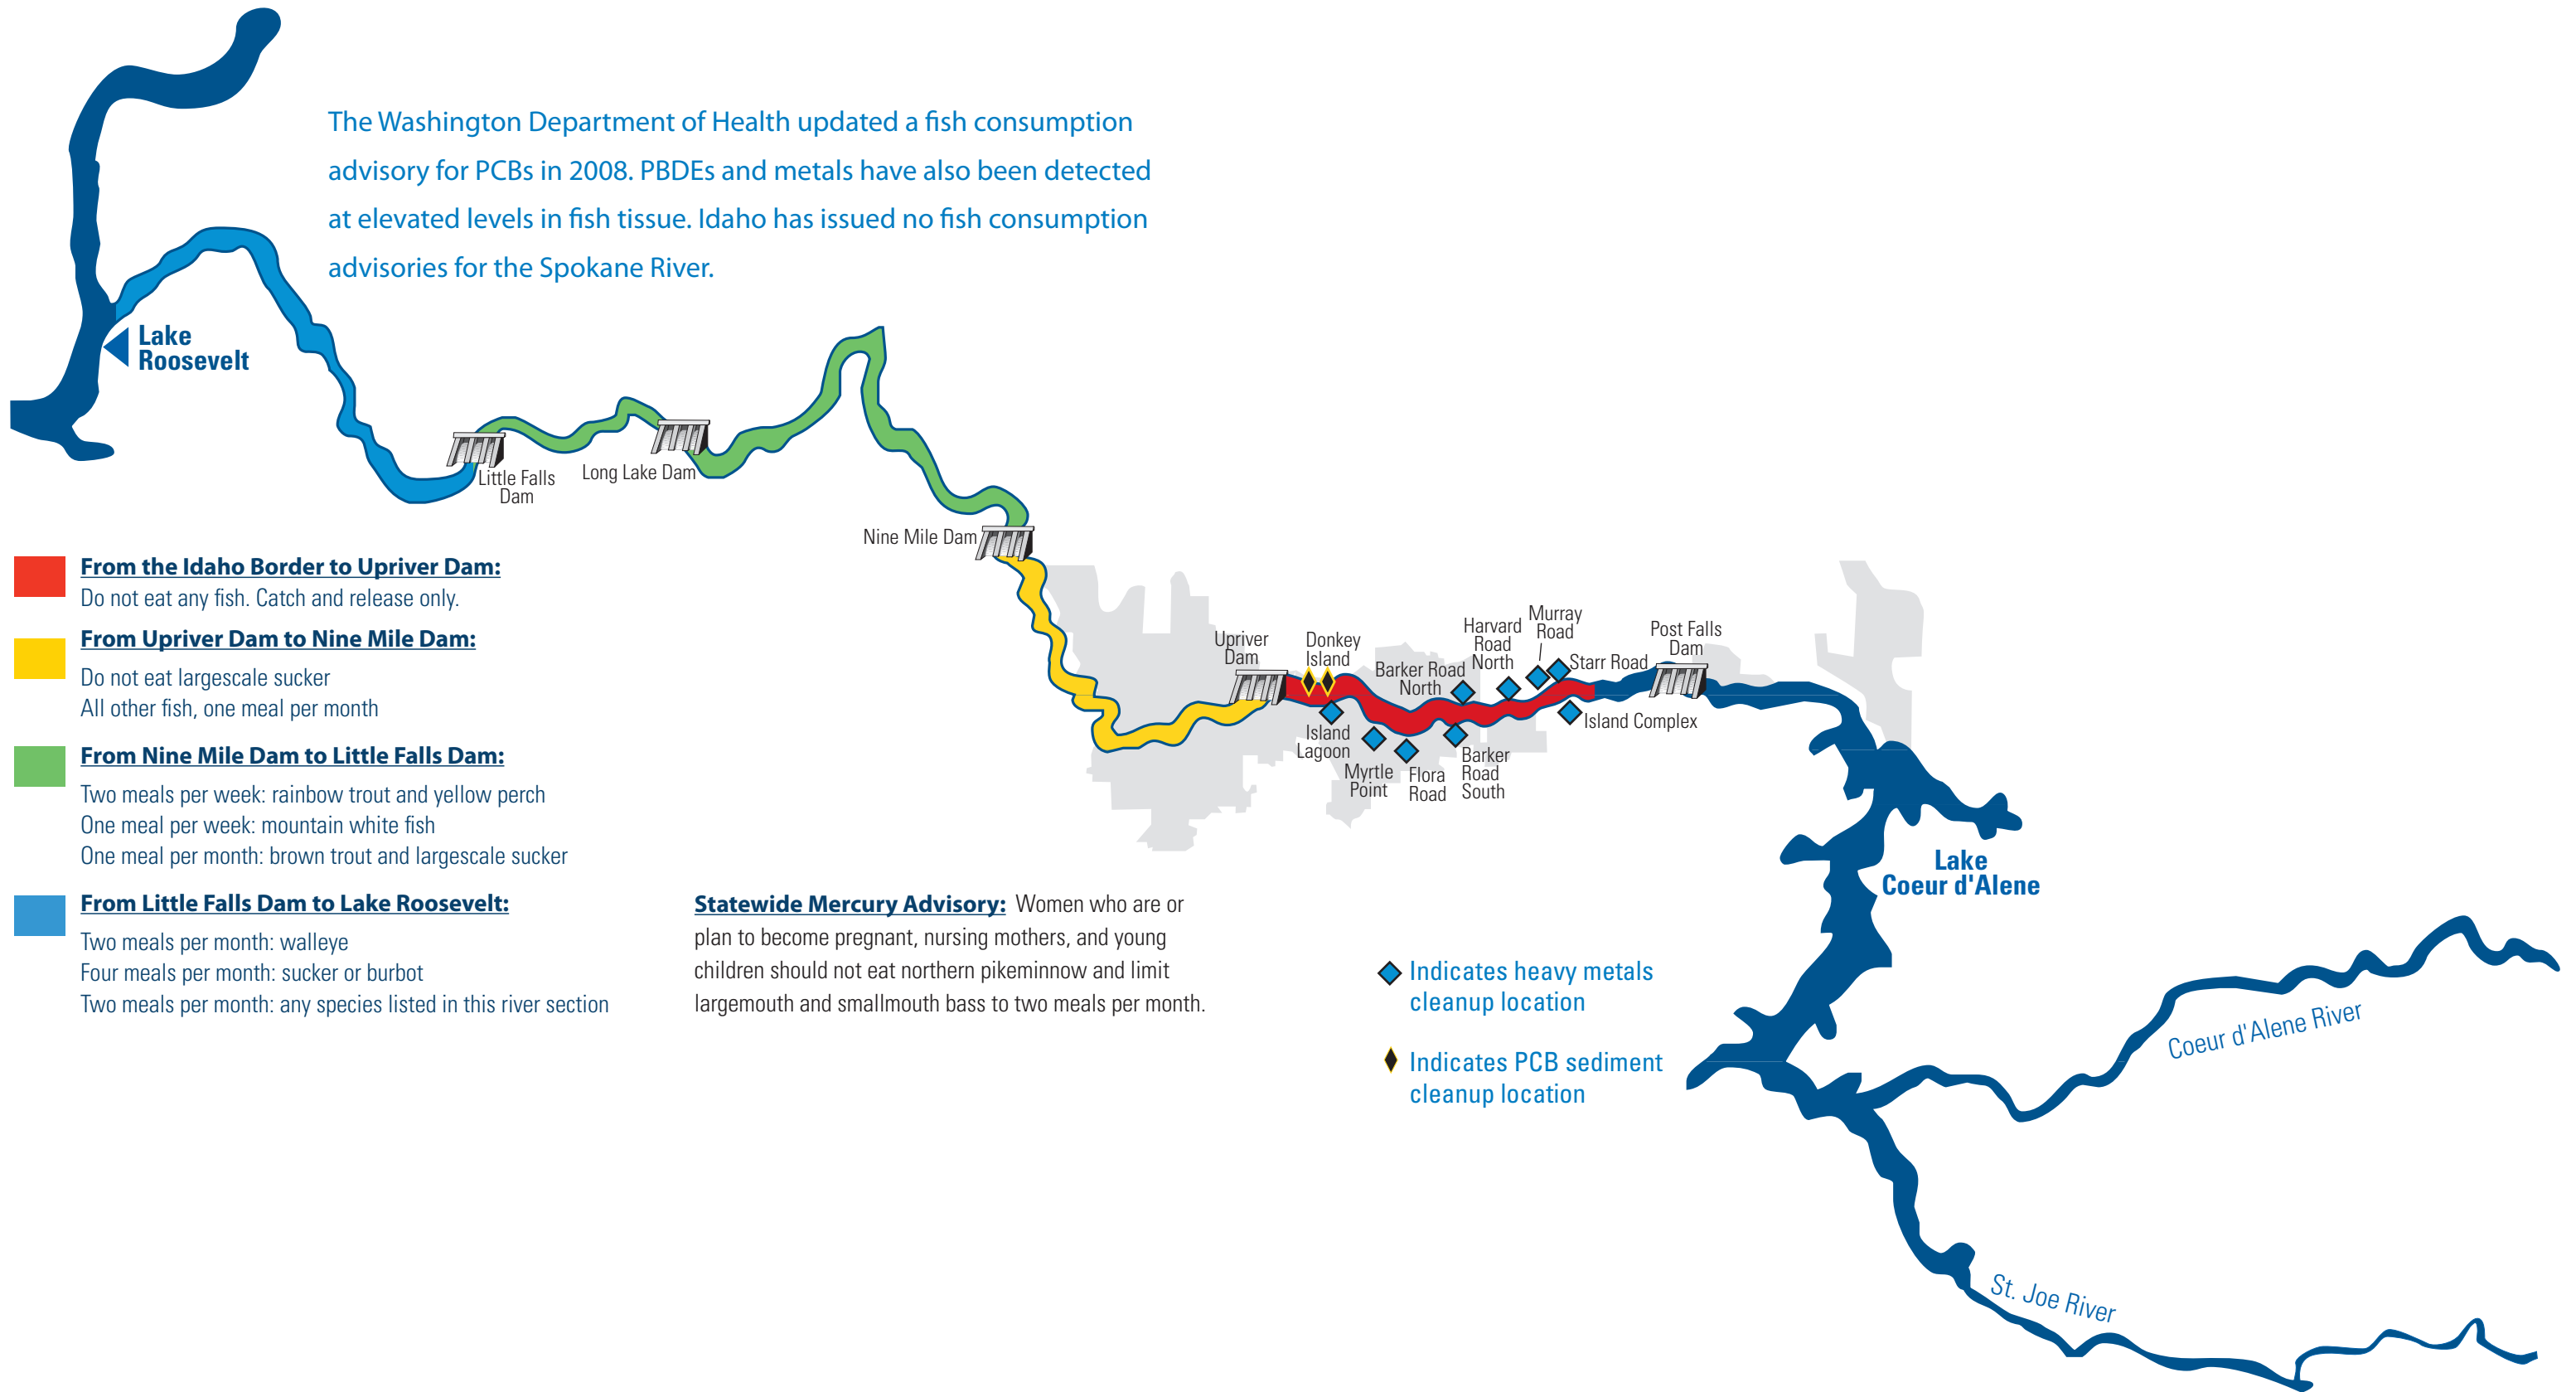 The Washington Department of Health updated a fish consumption
advisory for PCBs in 2008. PBDEs and metals have also been detected
at elevated levels in fish tissue. Idaho has issued no fish consumption
advisories for the Spokane River.
Lake
Roosevelt
Little Falls
Dam
Long Lake Dam
Nine Mile Dam
Upriver
Dam
Donkey
Island
Barker Road
North
Harvard
Road
North
Murray
Road
Starr Road
Post Falls
Dam
Island Complex
Island
Lagoon
Myrtle
Point
Flora
Road
Barker
Road
South
Lake
Coeur d'Alene
Coeur d'Alene River
St. Joe River
From the Idaho Border to Upriver Dam:
Do not eat any fish. Catch and release only.
From Upriver Dam to Nine Mile Dam:
Do not eat largescale sucker
All other fish, one meal per month
From Nine Mile Dam to Little Falls Dam:
Two meals per week: rainbow trout and yellow perch
One meal per week: mountain white fish
One meal per month: brown trout and largescale sucker
From Little Falls Dam to Lake Roosevelt:
Two meals per month: walleye
Four meals per month: sucker or burbot
Two meals per month: any species listed in this river section
Statewide Mercury Advisory: Women who are or
plan to become pregnant, nursing mothers, and young
children should not eat northern pikeminnow and limit
largemouth and smallmouth bass to two meals per month.
Indicates heavy metals
cleanup location
Indicates PCB sediment
cleanup location